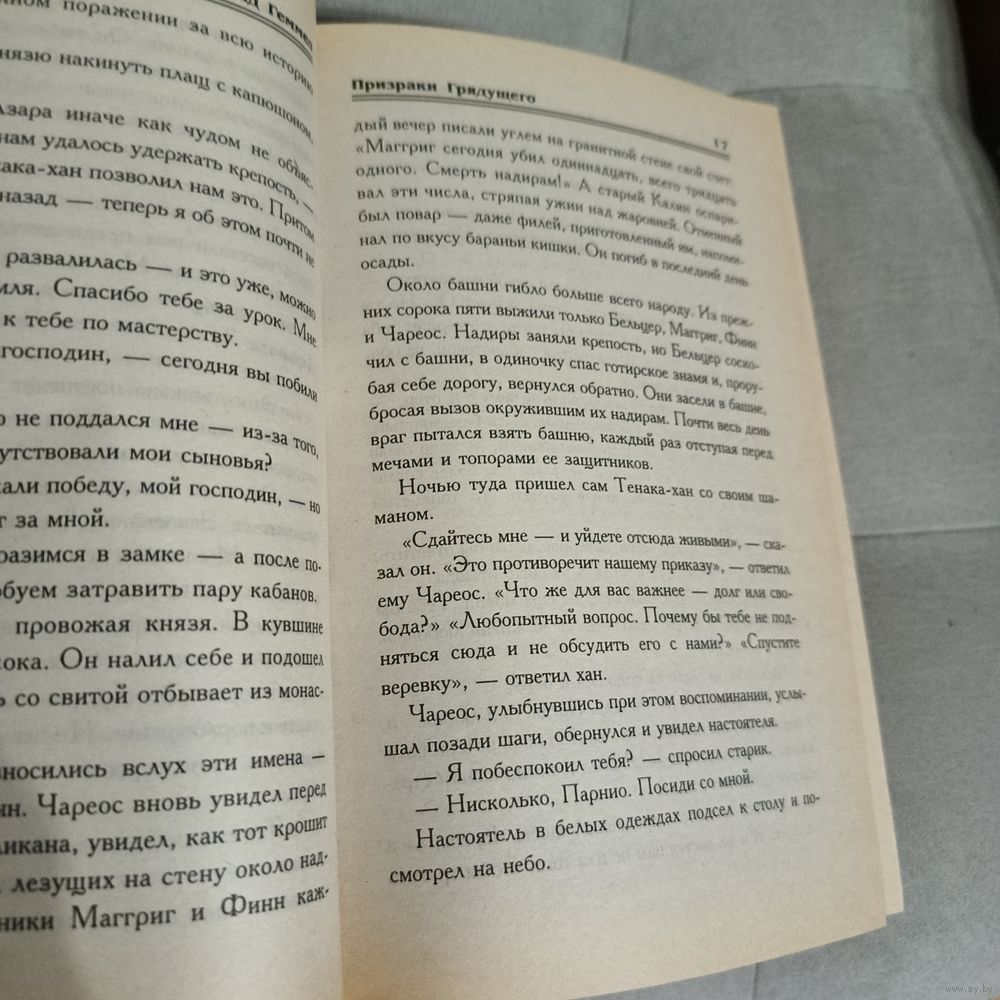 д Геммел
ном поражении за всю историю
нязю накинуть плащ с капюшоном,
лзара иначе как чудом не объяс-
нам удалось удержать крепость, —
ака-хан позволил нам это. Притом
назад — теперь я об этом почти не
развалилась — и это уже, можно
мля. Спасибо тебе за урок. Мне
к тебе по мастерству.
господин, — сегодня вы побили
о не поддался мне — из-за того,
утствовали мои сыновья?
али победу, мой господин, — но
т за мной.
разимся в замке — а после по-
буем затравить пару кабанов.
провожая князя. В кувшине
ока. Он налил себе и подошел
ь со свитой отбывает из монас-
носились вслух эти имена —
нн. Чареос вновь увидел перед
ликана, увидел, как тот крошит
лезущих на стену около над-
ники Маггриг и Финн каж-
Призраки Грядущего
17
дый вечер писали углем на гранитной стене свой счет:
«Маггриг сегодня убил одиннадцать, всего тридцать
одного. Смерть надирам!» А старый Калин оспари-
вал эти числа, стряпая ужин над жаровней. Отменный
был повар — даже филей, приготовленный им, напоми-
нал по вкусу бараньи кишки. Он погиб в последний день
осады.
Около башни гибло больше всего народу. Из преж-
них сорока пяти выжили только Бельцер, Маггриг, Финн
и Чареос. Надиры заняли крепость, но Бельцер соско-
чил с башни, в одиночку спас готирское знамя и, прору-
бая себе дорогу, вернулся обратно. Они засели в башне,
бросая вызов окружившим их надирам. Почти весь день
враг пытался взять башню, каждый раз отступая перед
мечами и топорами ее защитников.
Ночью туда пришел сам Тенака-хан со своим ша-
маном.
«Сдайтесь мне — и уйдете отсюда живыми», — ска-
зал он. «Это противоречит нашему приказу», — ответил
ему Чареос. «Что же для вас важнее — долг или сво-
бода?» «Любопытный вопрос. Почему бы тебе не под-
няться сюда и не обсудить его с нами?» «Спустите
веревку», — ответил хан.
Чареос, улыбнувшись при этом воспоминании, услы-
шал позади шаги, обернулся и увидел настоятеля.
— Я побеспокоил тебя? — спросил старик.
— Нисколько, Парнио. Посиди со мной.
Настоятель в белых одеждах подсел к столу и по-
смотрел на небо.
www.ay.by